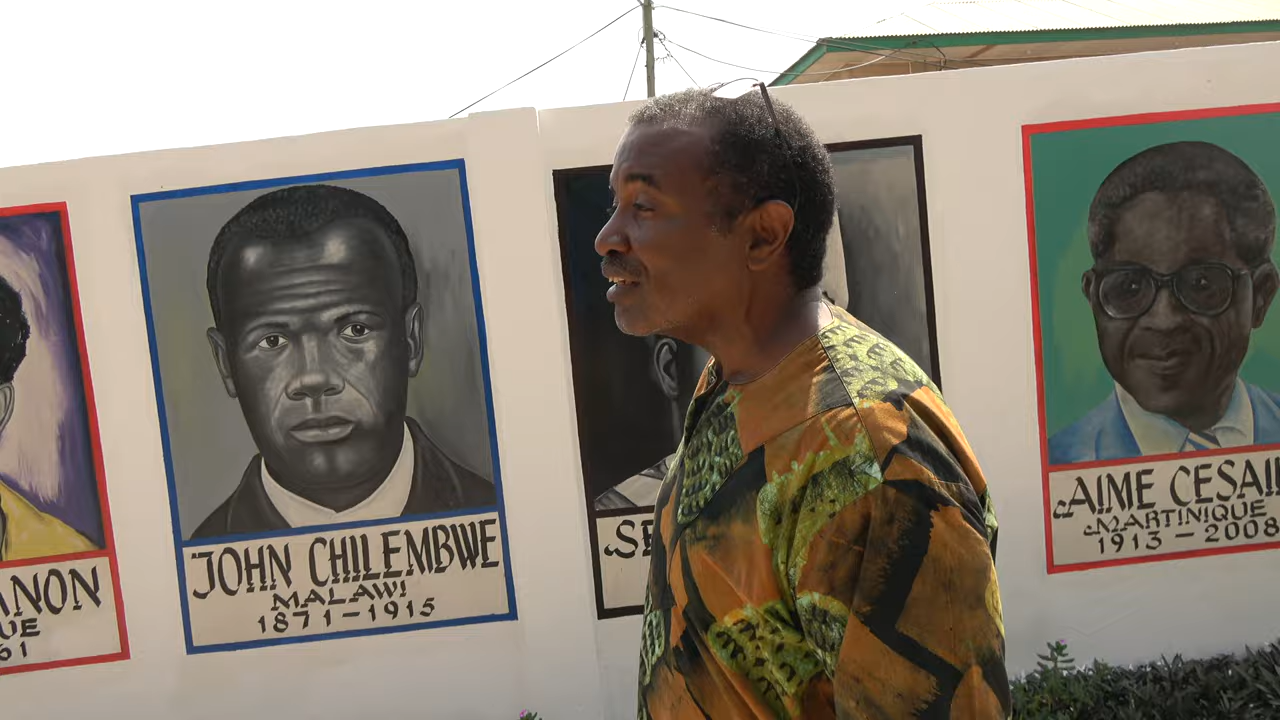 ANON
UE
61
JOHN CHILEMBWE
MALAWI
1871-1915
SE
AIME CESAI
MARTINIQUE
1913-2008